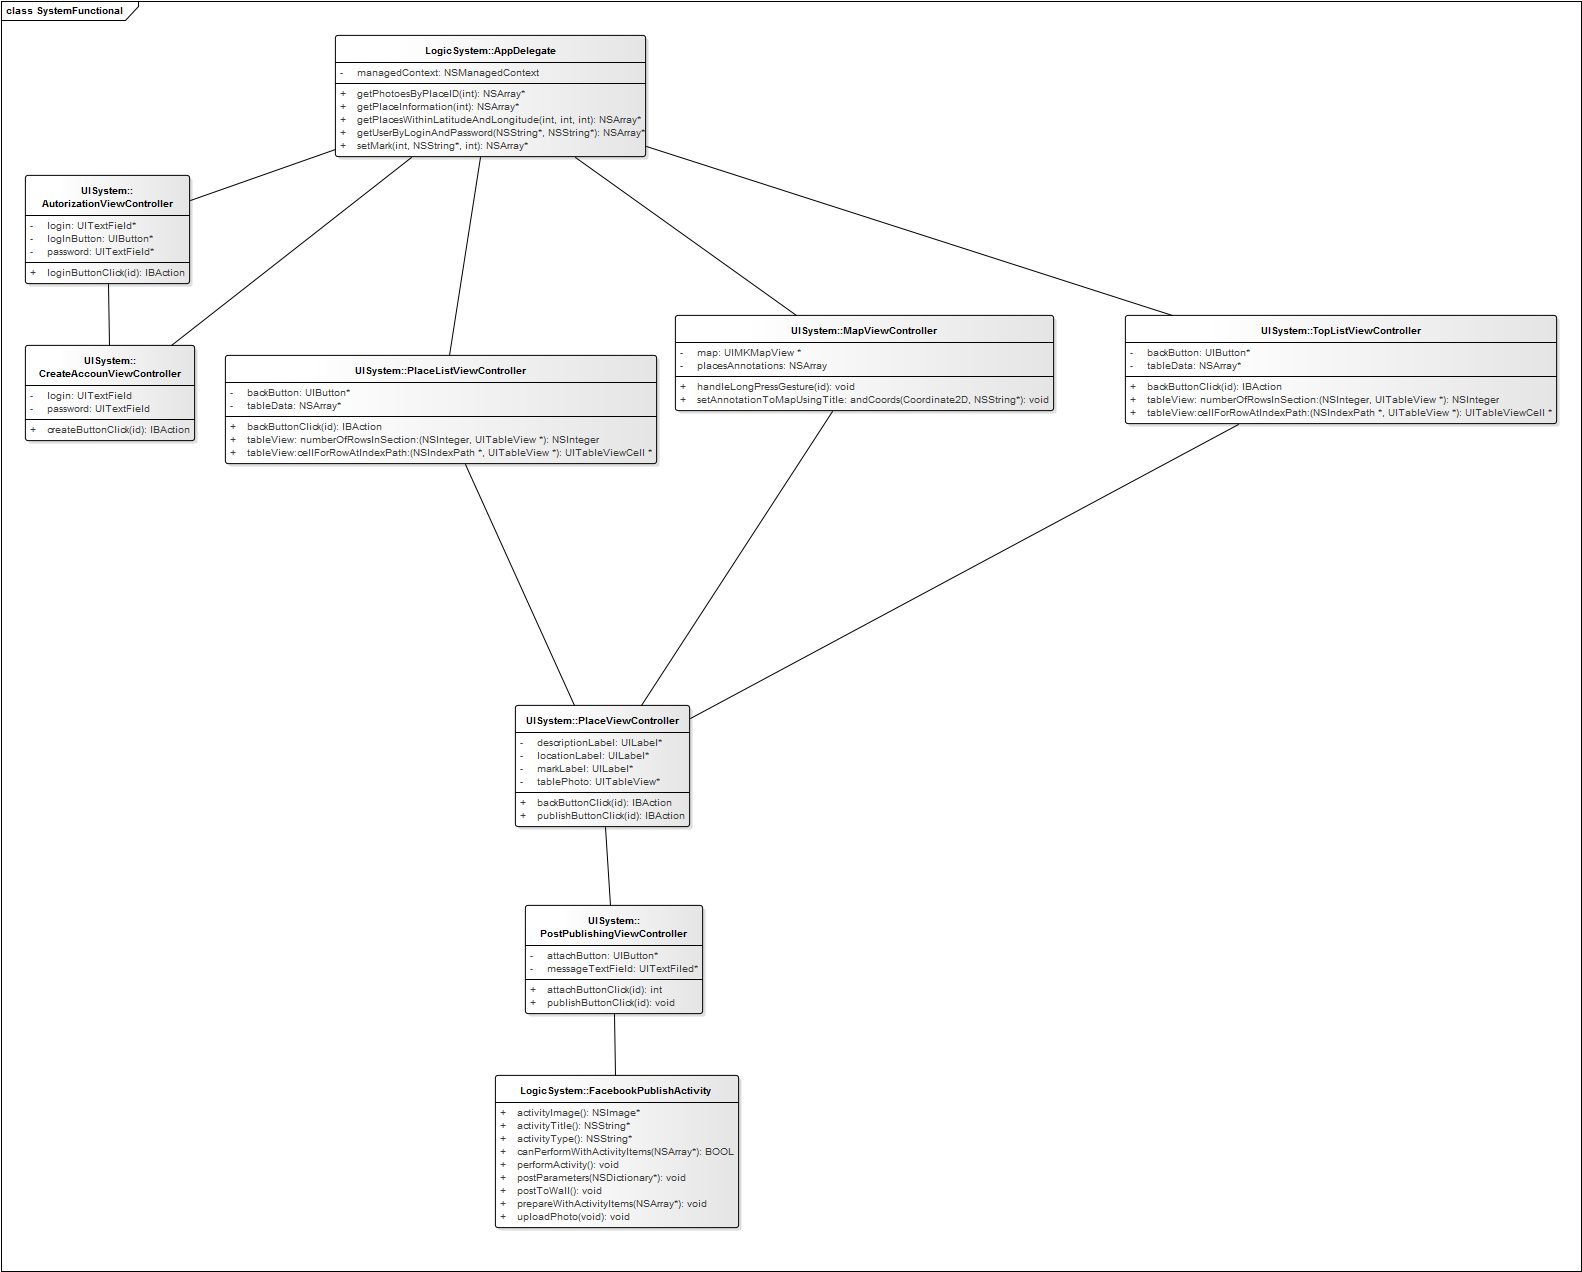 class SystemFunctional
LogicSystem::AppDelegate
- managedContext: NSManagedContext
+ getPhotoesByPlaceID(int): NSArray*
+ getPlaceInformation(int): NSArray*
+ getPlacesWithinLatitudeAndLongitude(int, int, int): NSArray*
+ getUserByLoginAndPassword(NSString*, NSString*): NSArray*
+ setMark(int, NSString*, int): NSArray*
UISystem::
AutorizationViewController
- login: UITextField*
- logInButton: UIButton*
- password: UITextField*
+ loginButtonClick(id): IBAction
UISystem::
CreateAccounViewController
- login: UITextField
- password: UITextField
+ createButtonClick(id): IBAction
UISystem::PlaceListViewController
- backButton: UIButton*
- tableData: NSArray*
+ backButtonClick(id): IBAction
+ tableView: numberOfRowsInSection:(NSInteger, UITableView *): NSInteger
+ tableView:cellForRowAtIndexPath:(NSIndexPath *, UITableView *): UITableViewCell *
UISystem::MapViewController
- map: UIMKMapView *
- placesAnnotations: NSArray
+ handleLongPressGesture(id): void
+ setAnnotationToMapUsingTitle: andCoords(Coordinate2D, NSString*): void
UISystem::TopListViewController
- backButton: UIButton*
- tableData: NSArray*
+ backButtonClick(id): IBAction
+ tableView: numberOfRowsInSection:(NSInteger, UITableView *): NSInteger
+ tableView:cellForRowAtIndexPath:(NSIndexPath *, UITableView *): UITableViewCell *
UISystem::PlaceViewController
- descriptionLabel: UILabel*
- locationLabel: UILabel*
- markLabel: UILabel*
- tablePhoto: UITableView*
+ backButtonClick(id): IBAction
+ publishButtonClick(id): IBAction
UISystem::
PostPublishingViewController
- attachButton: UIButton*
- messageTextField: UITextFiled*
+ attachButtonClick(id): int
+ publishButtonClick(id): void
LogicSystem::FacebookPublishActivity
+ activityImage(): NSImage*
+ activityTitle(): NSString*
+ activityType(): NSString*
+ canPerformWithActivityItems(NSArray*): BOOL
+ performActivity(): void
+ postParameters(NSDictionary*): void
+ postToWall(): void
+ prepareWithActivityItems(NSArray*): void
+ uploadPhoto(void): void